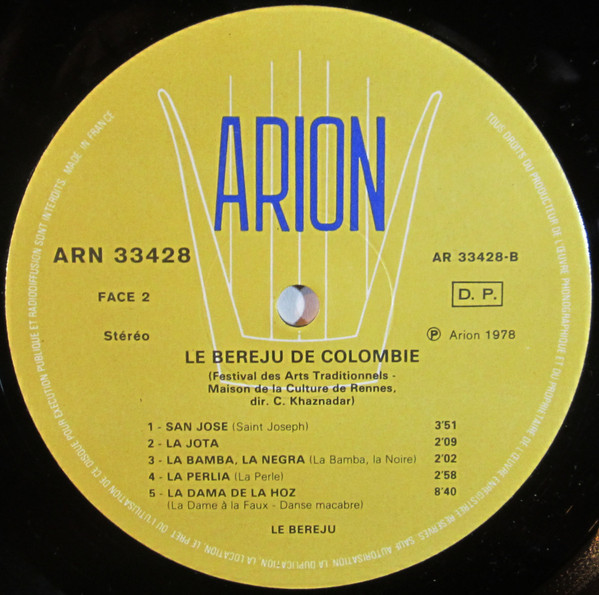 ARION
ARN 33428
AR 33428-B
FACE 2
D. P.
Stéréo
Ⓟ Arion 1978
LE BEREJU DE COLOMBIE
(Festival des Arts Traditionnels -
Maison de la Culture de Rennes,
dir. C. Khaznadar)
1 - SAN JOSE (Saint Joseph) 3'51
2 - LA JOTA 2'09
3 - LA BAMBA, LA NEGRA (La Bamba, la Noire) 2'02
4 - LA PERLIA (La Perle) 2'58
5 - LA DAMA DE LA HOZ 8'40
(La Dame à la Faux - Danse macabre)
LE BEREJU
TOUS DROITS DU PRODUCTEUR DE L'ŒUVRE PHONOGRAPHIQUE ET DU PROPRIETAIRE DE L'ŒUVRE ENREGISTREE RESERVES. SAUF AUTORISATION, LA DUPLICATION, LA LOCATION, LE PRET OU L'UTILISATION DE CE DISQUE POUR EXECUTION PUBLIQUE ET RADIODIFFUSION SONT INTERDITS. MADE IN FRANCE